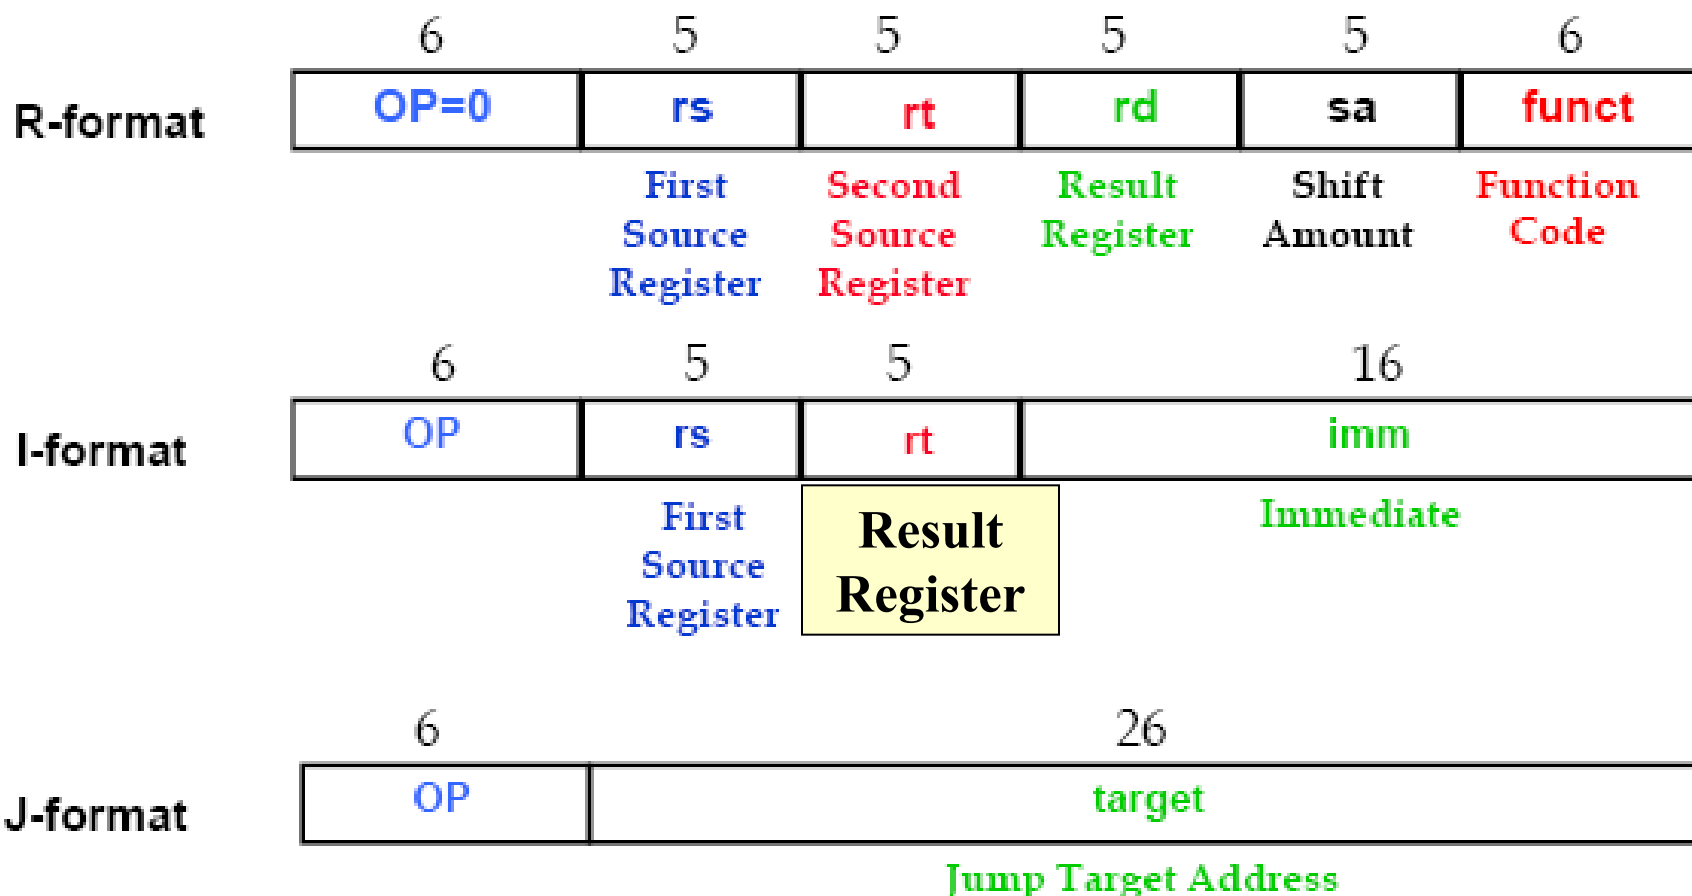 6 5 5 5 5 6
R-format OP=0 rs rt rd sa funct
First Second Result Shift Function
Source Source Register Amount Code
Register Register
6 5 5 16
I-format OP rs rt imm
First Result Immediate
Source Register
Register
6 26
J-format OP target
Jump Target Address